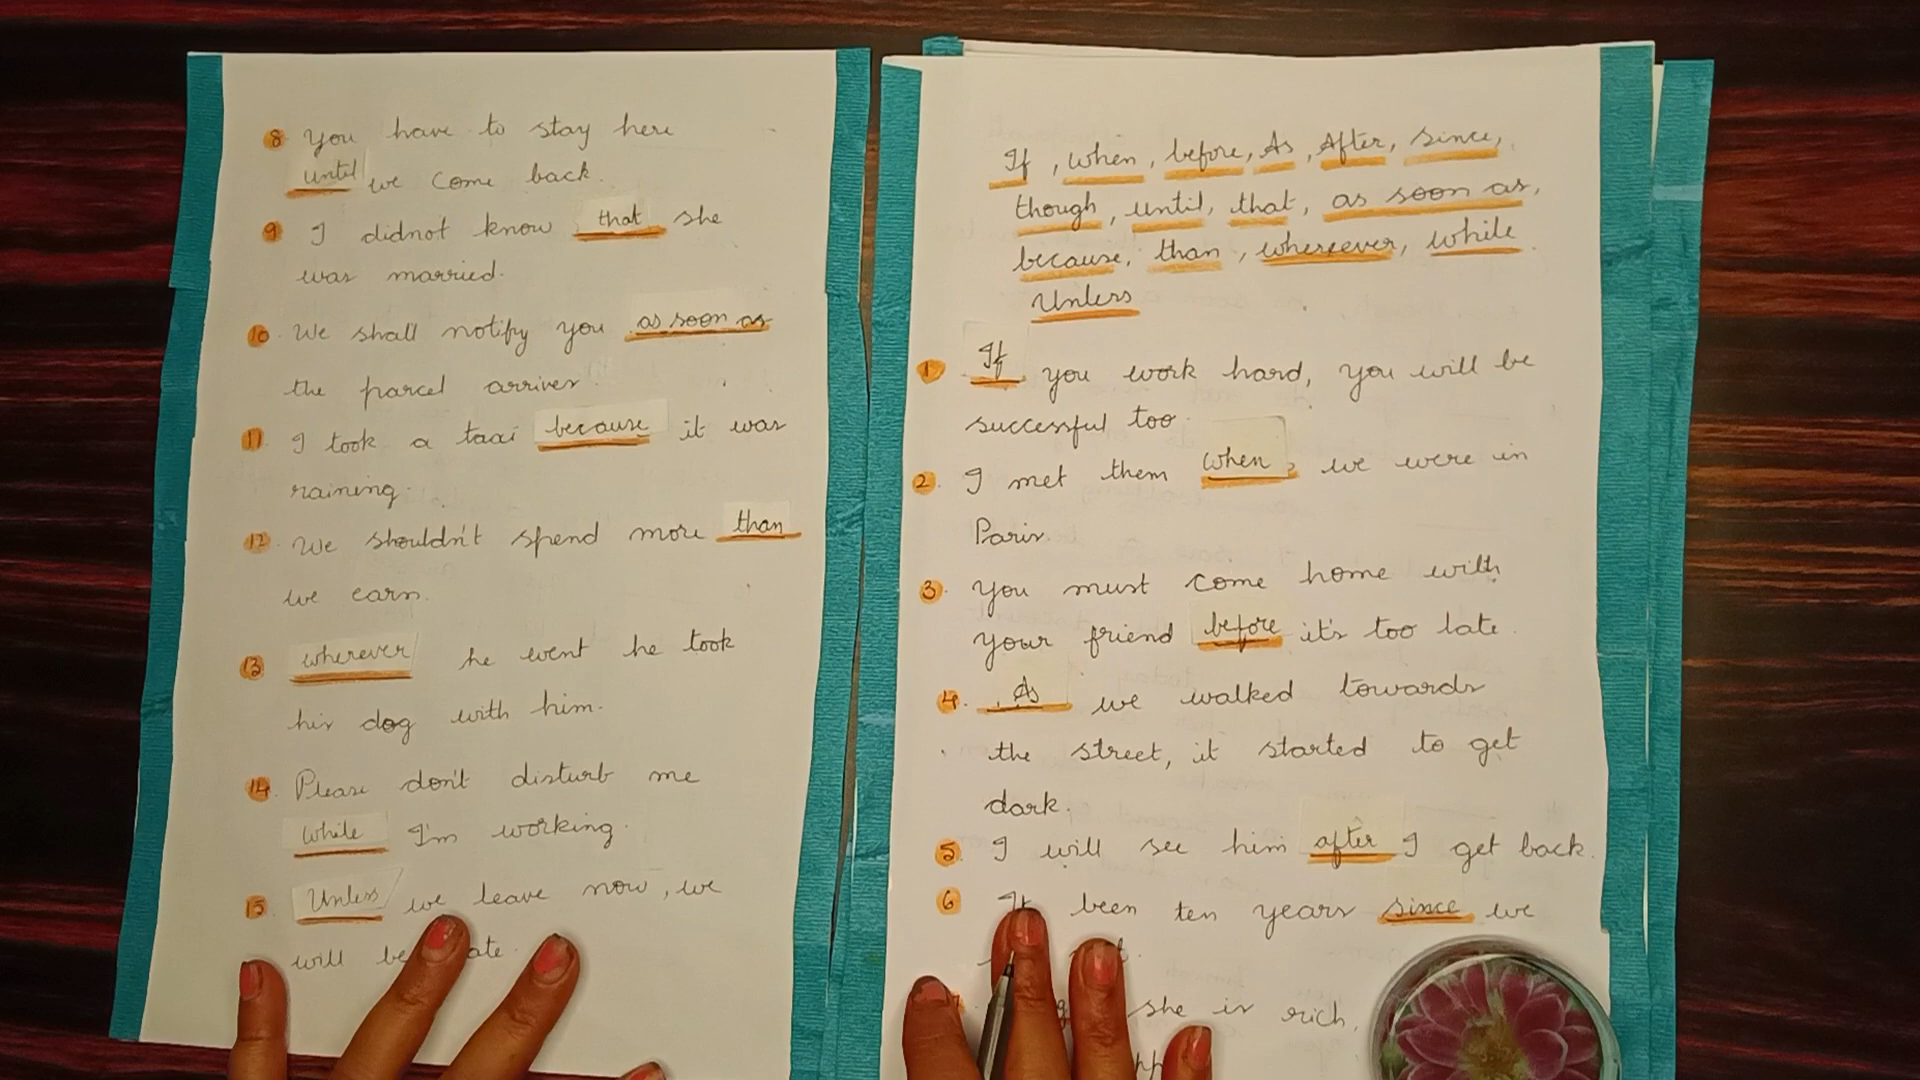 8. You have to stay here
until we come back.
9. I didnot know that she
was married.
10. We shall notify you as soon as
the parcel arrives.
11. I took a taxi because it was
raining.
12. We shouldn't spend more than
we earn.
13. wherever he went he took
his dog with him.
14. Please don't disturb me
while I'm working.
15. Unless we leave now, we
will be
If, when, before, As, After, since,
though, until, that, as soon as,
because, than, whereever, while.
Unless
1. If you work hard, you will be
successful too.
2. I met them when, we were in
Paris.
3. You must come home with
your friend before it's too late.
4. As we walked towards
the street, it started to get
dark.
5. I will see him after I get back.
6. been ten years since we
she is rich,